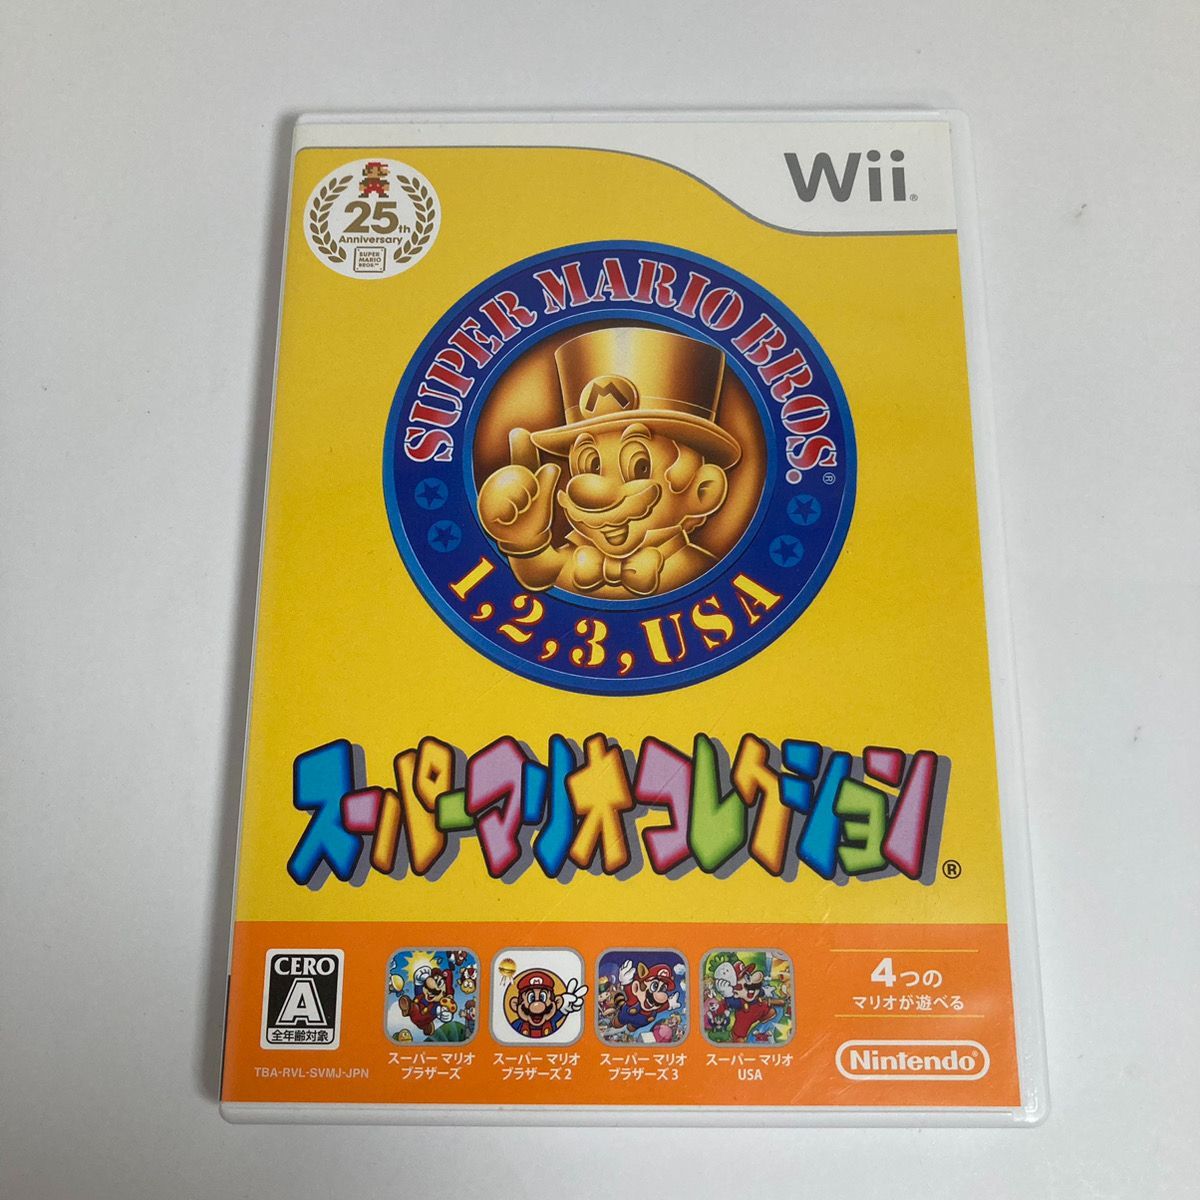 Wii®
25th
Anniversary
SUPER
MARIO
BROS.™
SUPER MARIO BROS.®
M
1, 2, 3, USA
スーパーマリオコレクション®
CERO
A
全年齢対象
TBA-RVL-SVMJ-JPN
スーパー マリオ
ブラザーズ
スーパー マリオ
ブラザーズ 2
スーパー マリオ
ブラザーズ 3
スーパー マリオ
USA
4つの
マリオが遊べる
Nintendo®